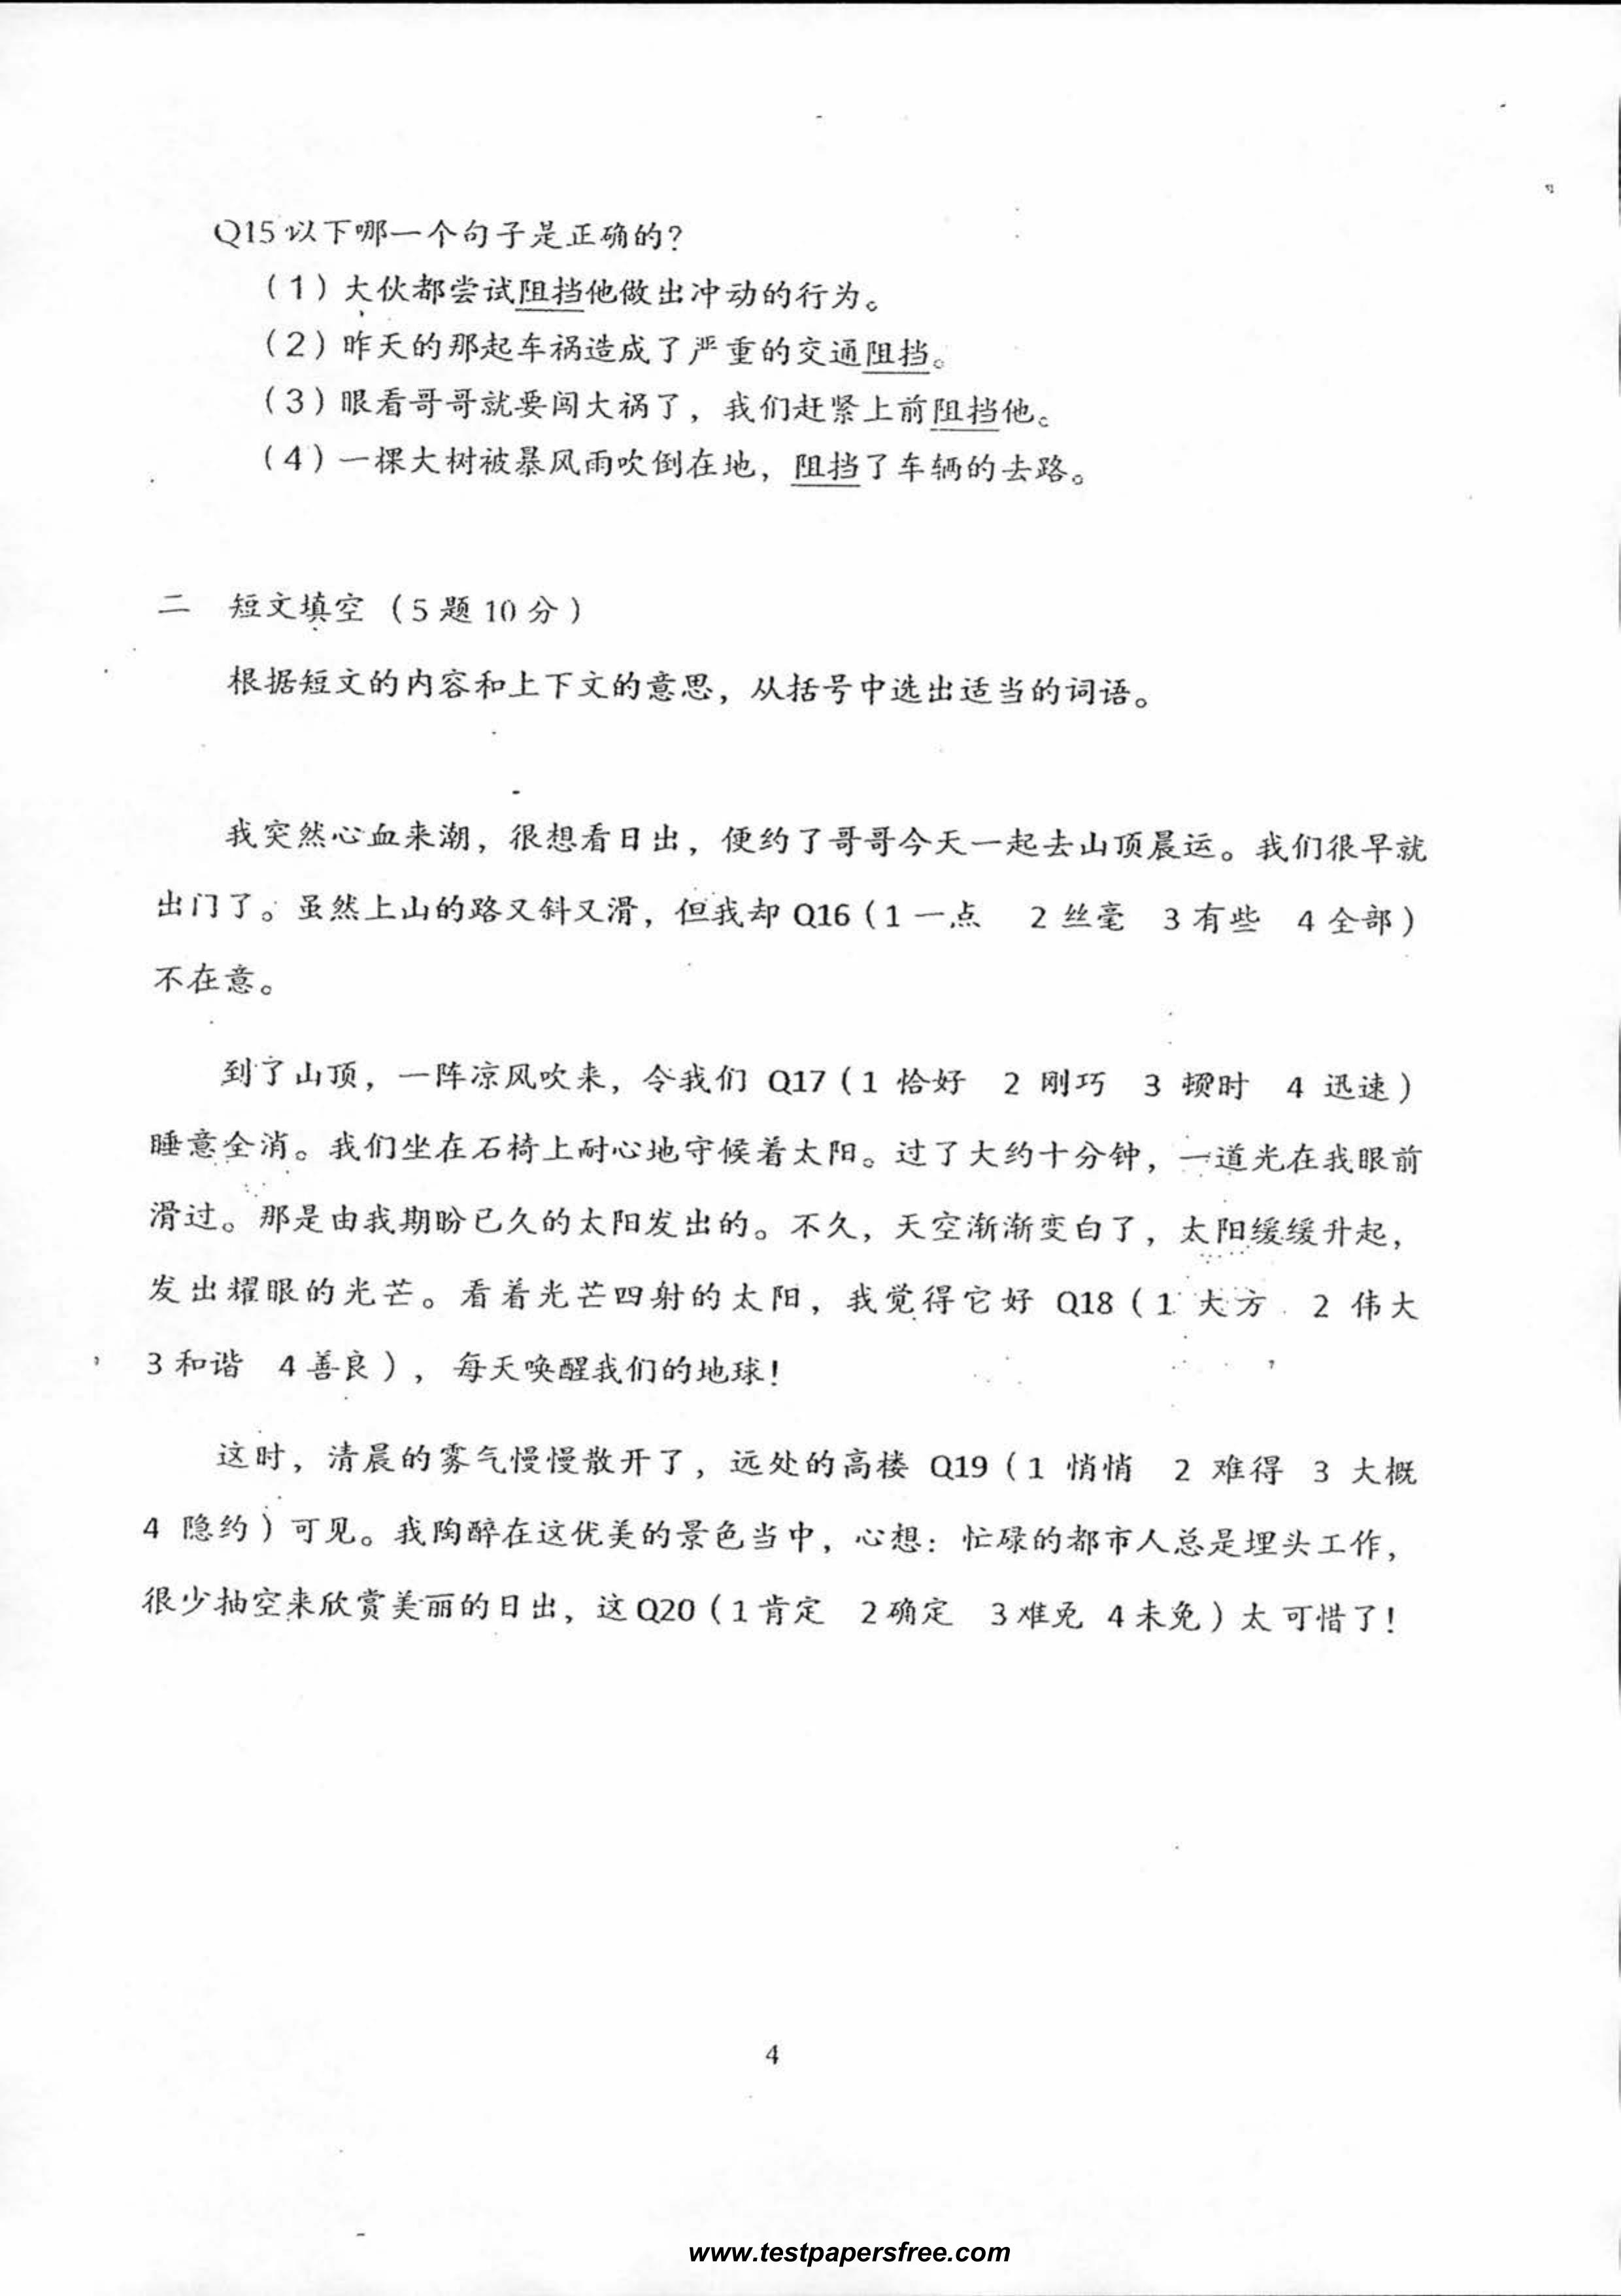 Q15 以下哪一个句子是正确的？
（1）大伙都尝试阻挡他做出冲动的行为。
（2）昨天的那起车祸造成了严重的交通阻挡。
（3）眼看哥哥就要闯大祸了，我们赶紧上前阻挡他。
（4）一棵大树被暴风雨吹倒在地，阻挡了车辆的去路。
二 短文填空（5题10分）
根据短文的内容和上下文的意思，从括号中选出适当的词语。
我突然心血来潮，很想看日出，便约了哥哥今天一起去山顶晨运。我们很早就
出门了。虽然上山的路又斜又滑，但我却 Q16（1 一点 2 丝毫 3 有些 4 全部）
不在意。
到了山顶，一阵凉风吹来，令我们 Q17（1 恰好 2 刚巧 3 顿时 4 迅速）
睡意全消。我们坐在石椅上耐心地守候着太阳。过了大约十分钟，一道光在我眼前
滑过。那是由我期盼已久的太阳发出的。不久，天空渐渐变白了，太阳缓缓升起，
发出耀眼的光芒。看着光芒四射的太阳，我觉得它好 Q18（1 大方 2 伟大
3 和谐 4 善良），每天唤醒我们的地球！
这时，清晨的雾气慢慢散开了，远处的高楼 Q19（1 悄悄 2 难得 3 大概
4 隐约）可见。我陶醉在这优美的景色当中，心想：忙碌的都市人总是埋头工作，
很少抽空来欣赏美丽的日出，这 Q20（1 肯定 2 确定 3 难免 4 未免）太可惜了！
4
www.testpapersfree.com